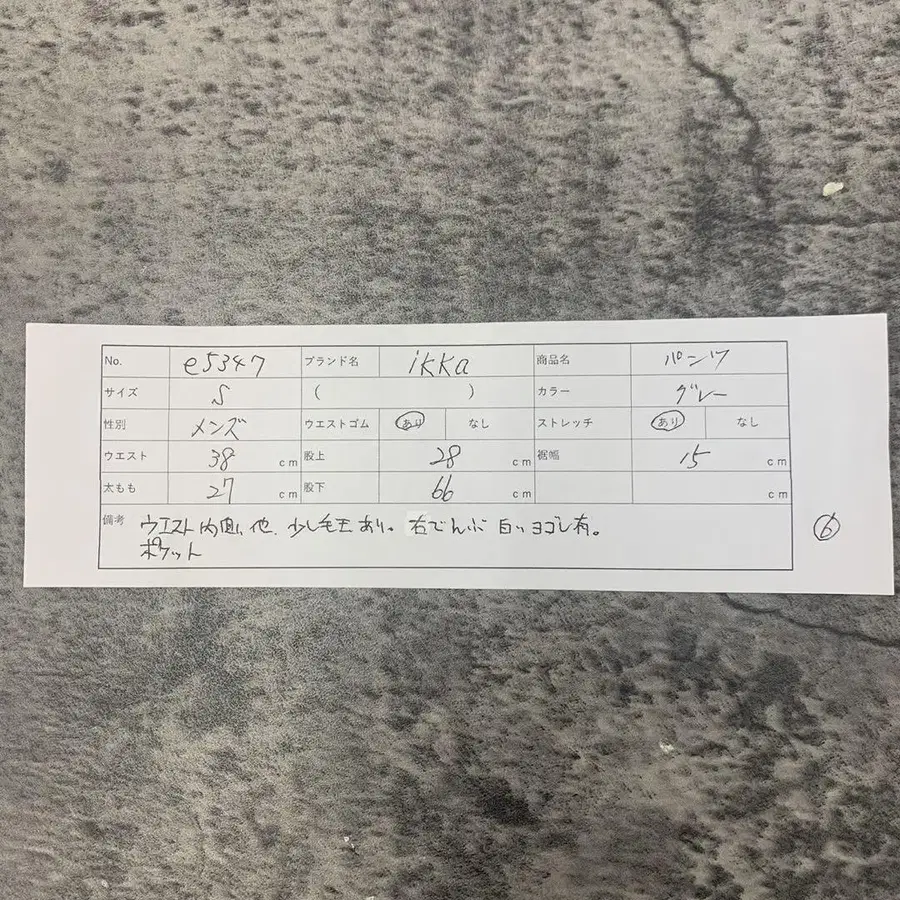 No. e5347 ブランド名 ikka 商品名 パンツ
サイズ S ( ) カラー グレー
性別 メンズ ウエストゴム あり なし ストレッチ あり なし
ウエスト 38 cm 股上 28 cm 裾幅 15 cm
太もも 27 cm 股下 66 cm cm
備考 ウエスト内側、他、少し毛玉あり。右でんぶ 白いヨゴレ有。
ポケット
⑥